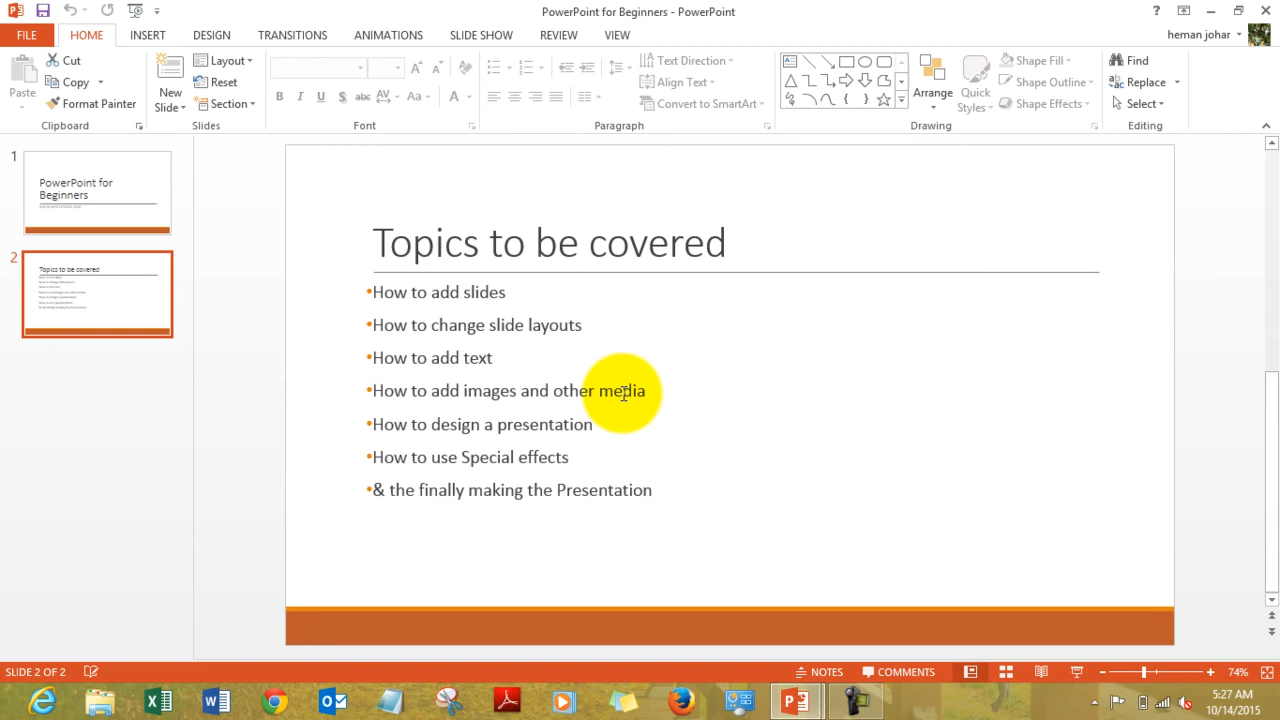 PowerPoint for Beginners - PowerPoint
?
FILE HOME INSERT DESIGN TRANSITIONS ANIMATIONS SLIDE SHOW REVIEW VIEW heman johar
Paste
Cut
Copy
Format Painter
Clipboard
New
Slide
Layout
Reset
Section
Slides
B I U S abc AV Aa A
Font
Text Direction
Align Text
Convert to SmartArt
Paragraph
Arrange
Quick
Styles
Shape Fill
Shape Outline
Shape Effects
Drawing
Find
Replace
Select
Editing
1
PowerPoint for
Beginners
2
Topics to be covered
Topics to be covered
•How to add slides
•How to change slide layouts
•How to add text
•How to add images and other media
•How to design a presentation
•How to use Special effects
•& the finally making the Presentation
SLIDE 2 OF 2 NOTES COMMENTS 74%
5:27 AM
10/14/2015